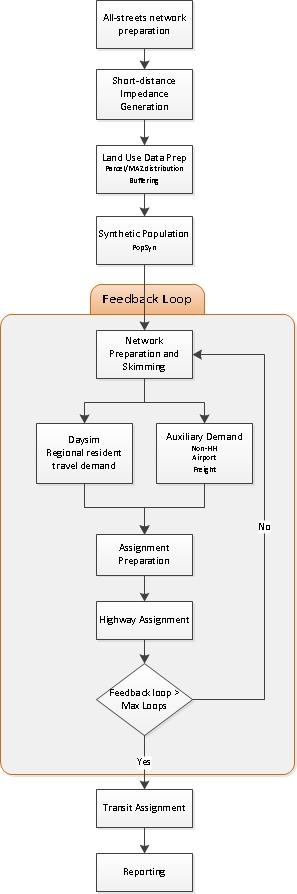 All-streets network
preparation
Short-distance
Impedance
Generation
Land Use Data Prep
Parcel/MAZ distribution
Buffering
Synthetic Population
PopSyn
Feedback Loop
Network
Preparation and
Skimming
Daysim
Regional resident
travel demand
Auxiliary Demand
Non-HH
Airport
Freight
No
Assignment
Preparation
Highway Assignment
Feedback loop >
Max Loops
Yes
Transit Assignment
Reporting